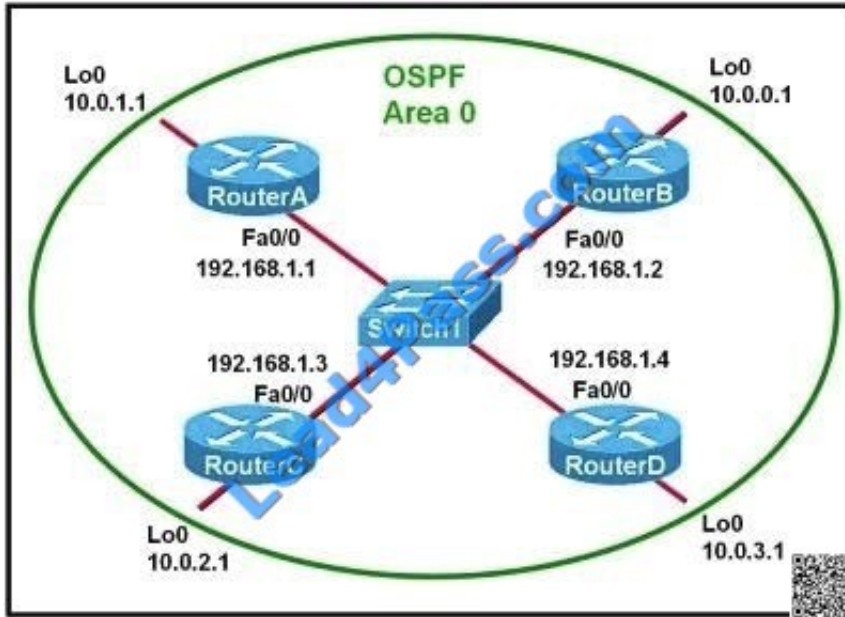 Lo0
10.0.1.1
OSPF
Area 0
Lo0
10.0.0.1
RouterA
RouterB
Fa0/0
192.168.1.1
Fa0/0
192.168.1.2
Switch1
192.168.1.3
Fa0/0
192.168.1.4
Fa0/0
RouterC
RouterD
Lo0
10.0.2.1
Lo0
10.0.3.1
Lead4pass.com